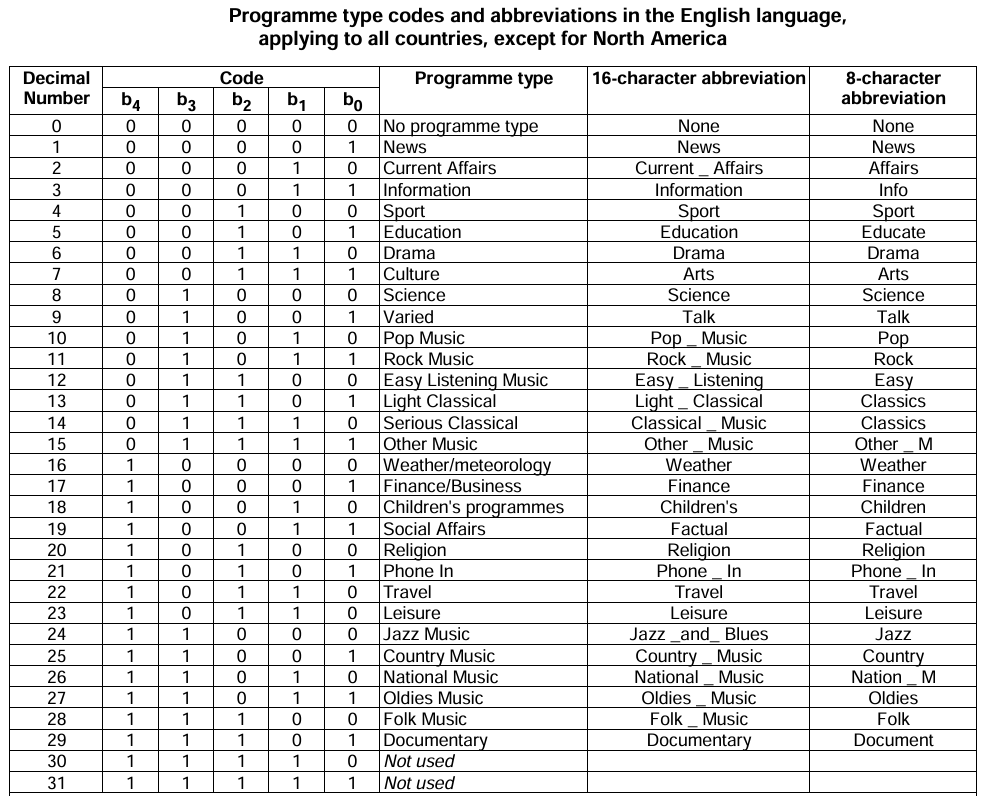 Programme type codes and abbreviations in the English language,
applying to all countries, except for North America
Decimal Number Code Programme type 16-character abbreviation 8-character abbreviation
b4 b3 b2 b1 b0
0 0 0 0 0 0 No programme type None None
1 0 0 0 0 1 News News News
2 0 0 0 1 0 Current Affairs Current _ Affairs Affairs
3 0 0 0 1 1 Information Information Info
4 0 0 1 0 0 Sport Sport Sport
5 0 0 1 0 1 Education Education Educate
6 0 0 1 1 0 Drama Drama Drama
7 0 0 1 1 1 Culture Arts Arts
8 0 1 0 0 0 Science Science Science
9 0 1 0 0 1 Varied Talk Talk
10 0 1 0 1 0 Pop Music Pop _ Music Pop
11 0 1 0 1 1 Rock Music Rock _ Music Rock
12 0 1 1 0 0 Easy Listening Music Easy _ Listening Easy
13 0 1 1 0 1 Light Classical Light _ Classical Classics
14 0 1 1 1 0 Serious Classical Classical _ Music Classics
15 0 1 1 1 1 Other Music Other _ Music Other _ M
16 1 0 0 0 0 Weather/meteorology Weather Weather
17 1 0 0 0 1 Finance/Business Finance Finance
18 1 0 0 1 0 Children's programmes Children's Children
19 1 0 0 1 1 Social Affairs Factual Factual
20 1 0 1 0 0 Religion Religion Religion
21 1 0 1 0 1 Phone In Phone _ In Phone _ In
22 1 0 1 1 0 Travel Travel Travel
23 1 0 1 1 0 Leisure Leisure Leisure
24 1 1 0 0 0 Jazz Music Jazz _and_ Blues Jazz
25 1 1 0 0 1 Country Music Country _ Music Country
26 1 1 0 1 0 National Music National _ Music Nation _ M
27 1 1 0 1 1 Oldies Music Oldies _ Music Oldies
28 1 1 1 0 0 Folk Music Folk _ Music Folk
29 1 1 1 0 1 Documentary Documentary Document
30 1 1 1 1 0 Not used
31 1 1 1 1 1 Not used